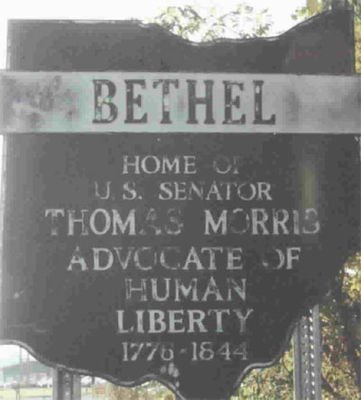 BETHEL
HOME OF
U.S. SENATOR
THOMAS MORRIS
ADVOCATE OF
HUMAN
LIBERTY
1776-1844